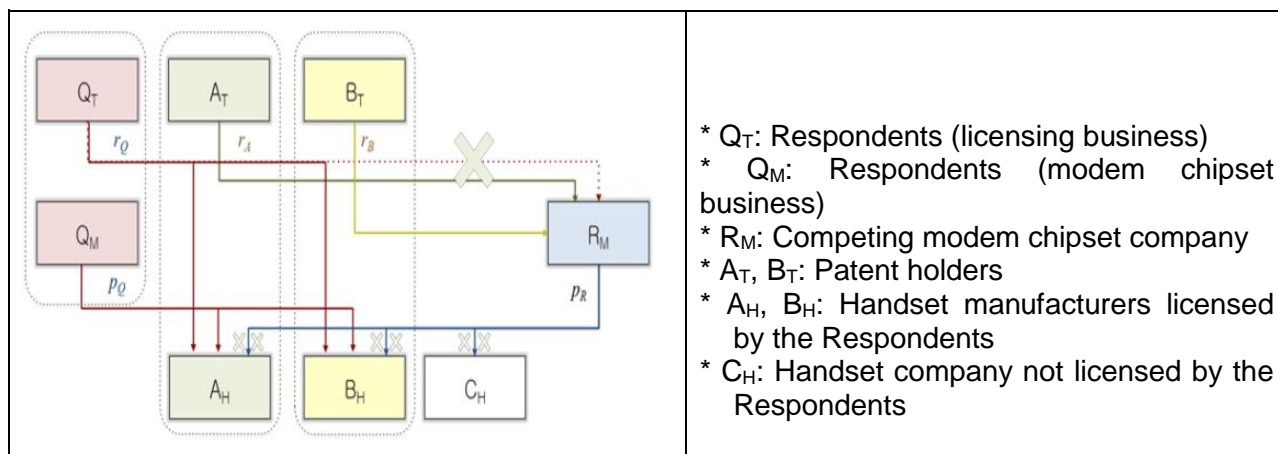 Q_T A_T B_T
r_Q r_A r_B
Q_M R_M
p_Q p_R
A_H B_H C_H
* Q_T: Respondents (licensing business)
* Q_M: Respondents (modem chipset
business)
* R_M: Competing modem chipset company
* A_T, B_T: Patent holders
* A_H, B_H: Handset manufacturers licensed
by the Respondents
* C_H: Handset company not licensed by the
Respondents